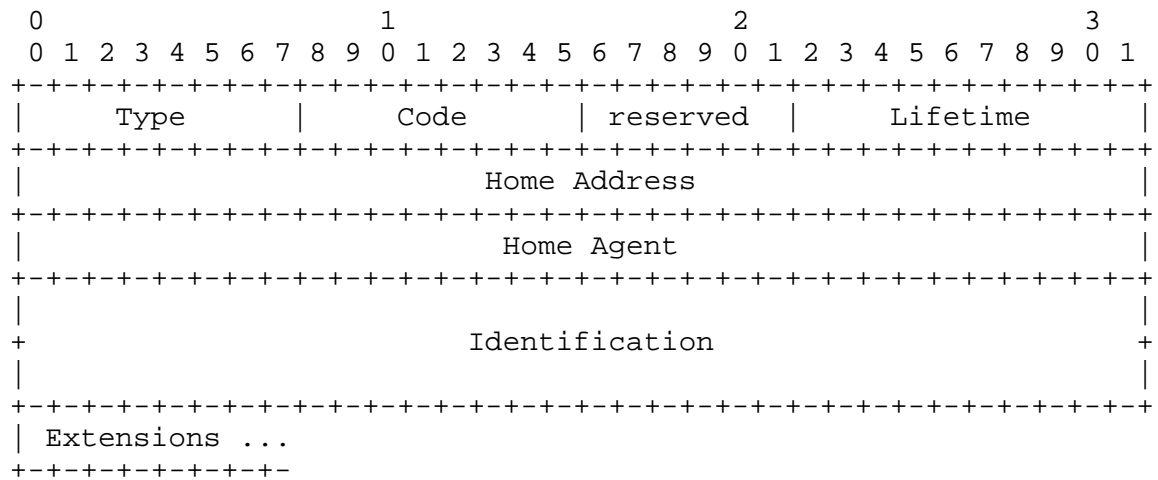 0                   1                   2                   3
 0 1 2 3 4 5 6 7 8 9 0 1 2 3 4 5 6 7 8 9 0 1 2 3 4 5 6 7 8 9 0 1
+-+-+-+-+-+-+-+-+-+-+-+-+-+-+-+-+-+-+-+-+-+-+-+-+-+-+-+-+-+-+-+-+
|     Type      |     Code      | reserved  |     Lifetime      |
+-+-+-+-+-+-+-+-+-+-+-+-+-+-+-+-+-+-+-+-+-+-+-+-+-+-+-+-+-+-+-+-+
|                          Home Address                         |
+-+-+-+-+-+-+-+-+-+-+-+-+-+-+-+-+-+-+-+-+-+-+-+-+-+-+-+-+-+-+-+-+
|                           Home Agent                          |
+-+-+-+-+-+-+-+-+-+-+-+-+-+-+-+-+-+-+-+-+-+-+-+-+-+-+-+-+-+-+-+-+
|                                                               |
+                         Identification                        +
|                                                               |
+-+-+-+-+-+-+-+-+-+-+-+-+-+-+-+-+-+-+-+-+-+-+-+-+-+-+-+-+-+-+-+-+
| Extensions ...
+-+-+-+-+-+-+-+-